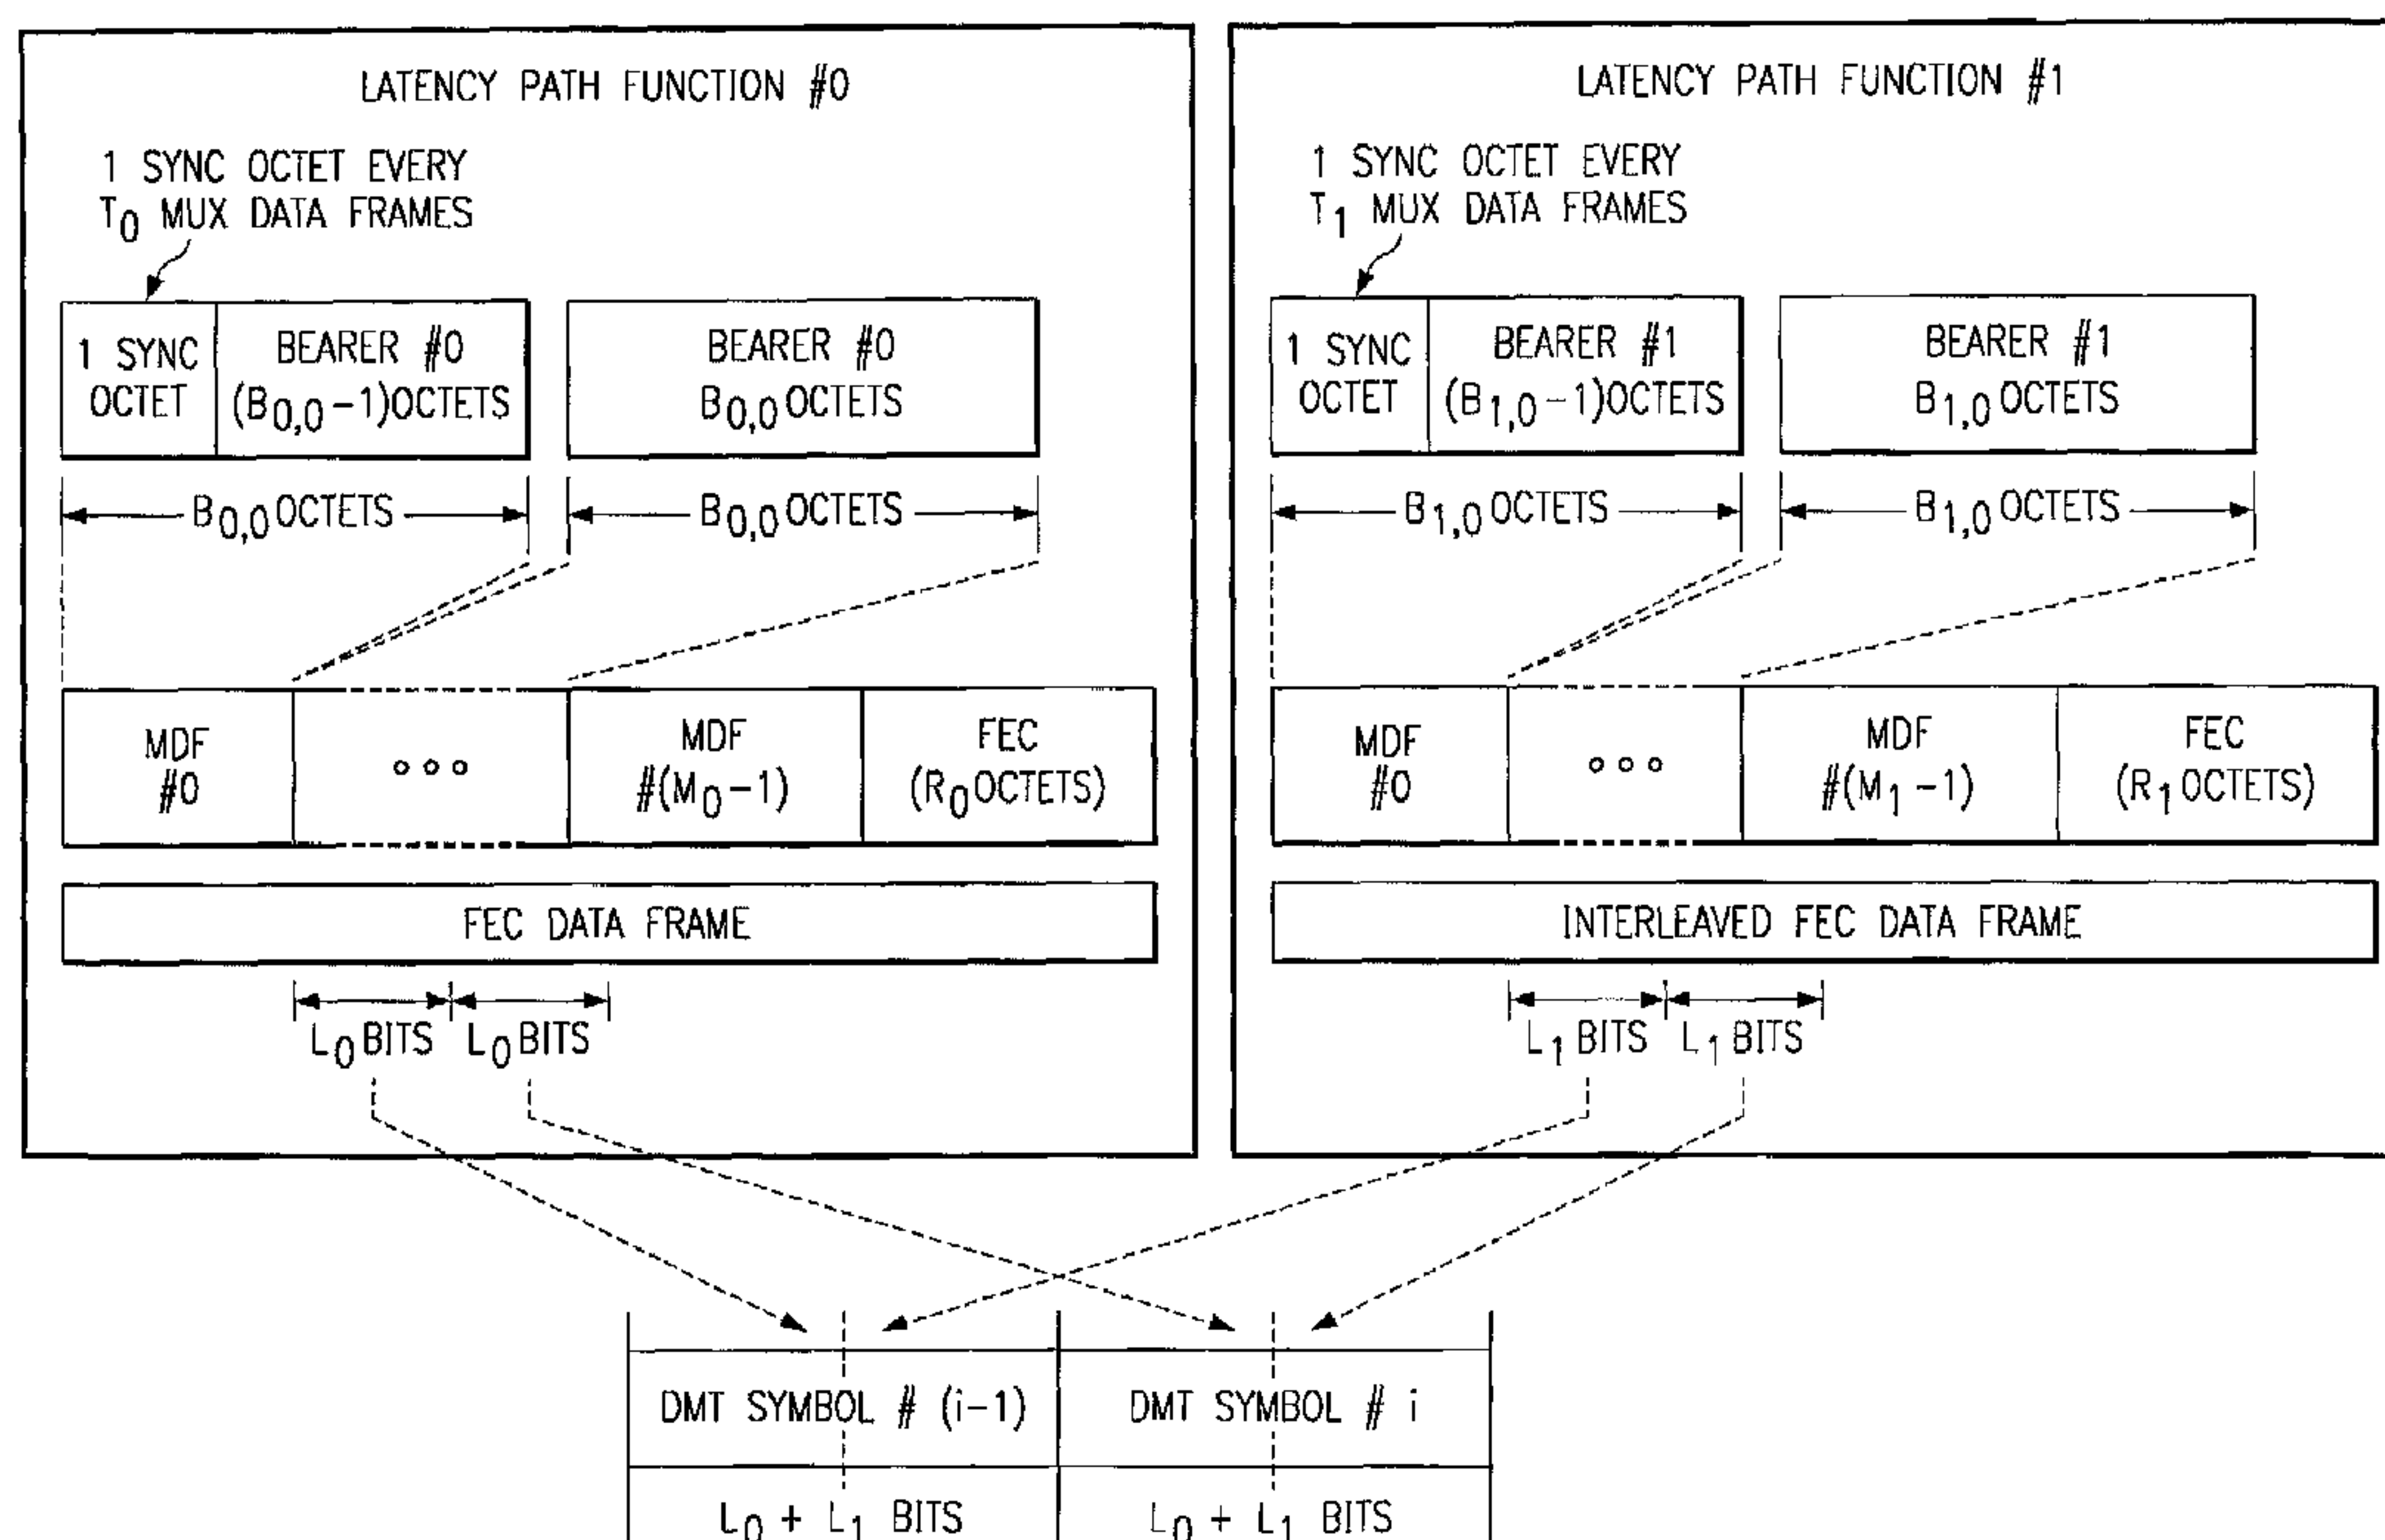 LATENCY PATH FUNCTION #0
1 SYNC OCTET EVERY
T0 MUX DATA FRAMES
1 SYNC
OCTET
BEARER #0
(B0,0-1)OCTETS
BEARER #0
B0,0 OCTETS
B0,0 OCTETS
B0,0 OCTETS
MDF
#0
MDF
#(M0-1)
FEC
(R0 OCTETS)
FEC DATA FRAME
L0 BITS
L0 BITS
LATENCY PATH FUNCTION #1
1 SYNC OCTET EVERY
T1 MUX DATA FRAMES
1 SYNC
OCTET
BEARER #1
(B1,0-1)OCTETS
BEARER #1
B1,0 OCTETS
B1,0 OCTETS
B1,0 OCTETS
MDF
#0
MDF
#(M1-1)
FEC
(R1 OCTETS)
INTERLEAVED FEC DATA FRAME
L1 BITS
L1 BITS
DMT SYMBOL # (i-1)
DMT SYMBOL # i
L0 + L1 BITS
L0 + L1 BITS